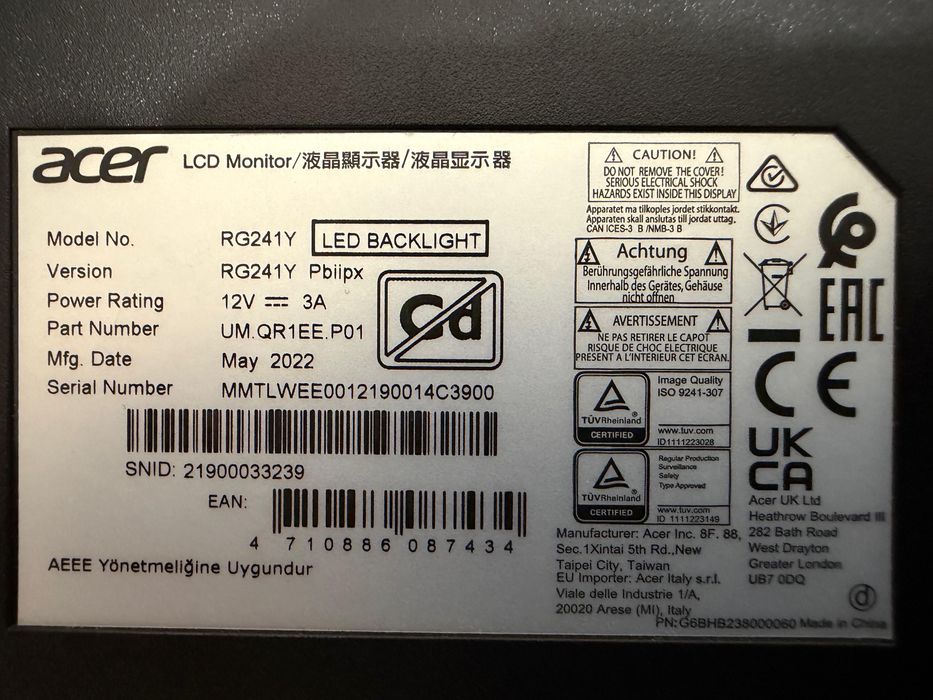 acer LCD Monitor/液晶顯示器/液晶显示器
Model No. RG241Y LED BACKLIGHT
Version RG241Y Pbiipx
Power Rating 12V 3A
Part Number UM.QR1EE.P01
Mfg. Date May 2022
Serial Number MMTLWEE0012190014C3900
Cd
SNID: 21900033239
EAN:
4 710886 087434
AEEE Yönetmeliğine Uygundur
CAUTION!
DO NOT REMOVE THE COVER!
SERIOUS ELECTRICAL SHOCK
HAZARDS EXIST INSIDE THIS DISPLAY
Apparatet ma tilkoples jordet stikkontakt.
Apparaten skall anslutas till jordat uttag.
CAN ICES-3 B /NMB-3 B
Achtung
Berührungsgefährliche Spannung
Innerhalb des Gerätes, Gehäuse
nicht öffnen
AVERTISSEMENT
NE PAS RETIRER LE CAPOT
RISQUE DE CHOC ELECTRIQUE
PRESENT A L'INTERIEUR CET ECRAN.
TÜVRheinland
CERTIFIED
Image Quality
ISO 9241-307
www.tuv.com
ID1111223028
TÜVRheinland
CERTIFIED
Regular Production
Surveillance
Safety
Type Approved
www.tuv.com
ID 1111223149
Manufacturer: Acer Inc. 8F. 88,
Sec.1Xintai 5th Rd.,New
Taipei City, Taiwan
EU Importer: Acer Italy s.r.l.
Viale delle Industrie 1/A,
20020 Arese (MI), Italy
EAC
CE
UK
CA
Acer UK Ltd
Heathrow Boulevard III
282 Bath Road
West Drayton
Greater London
UB7 0DQ
d
PN:G6BHB238000060 Made in China